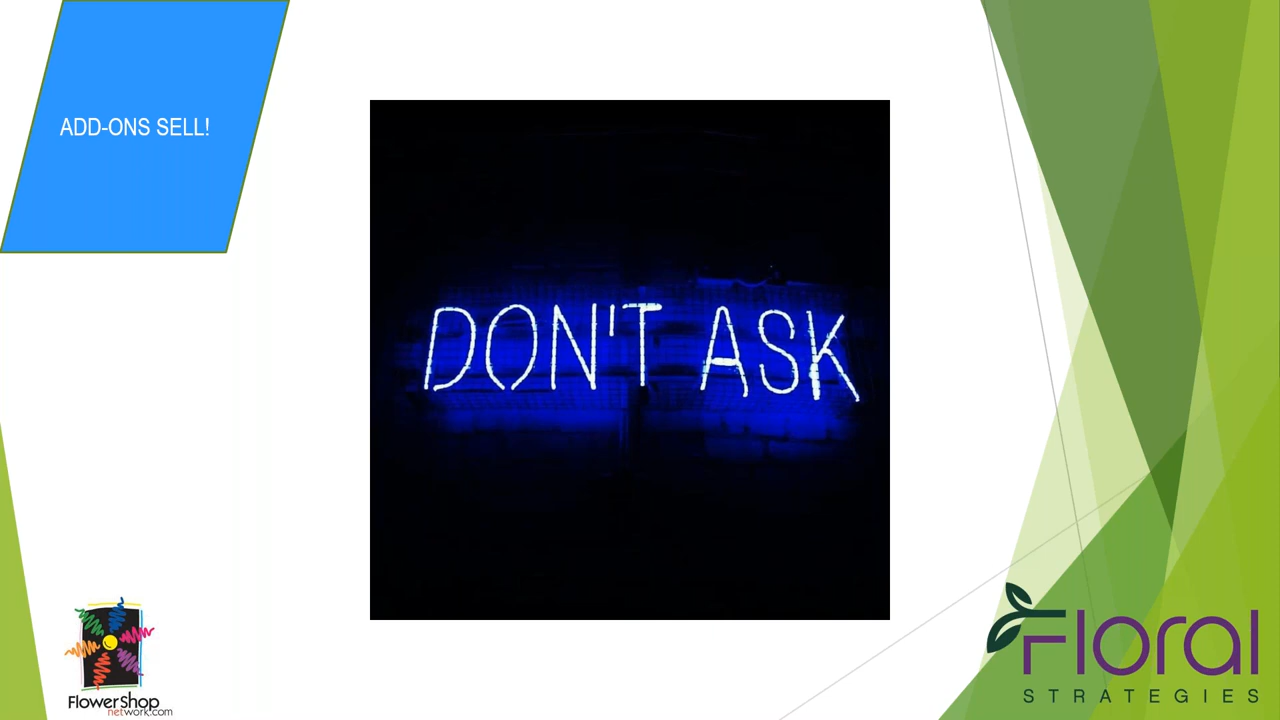 ADD-ONS SELL!
DON'T ASK
FlowerShop
network.com
Floral
STRATEGIES